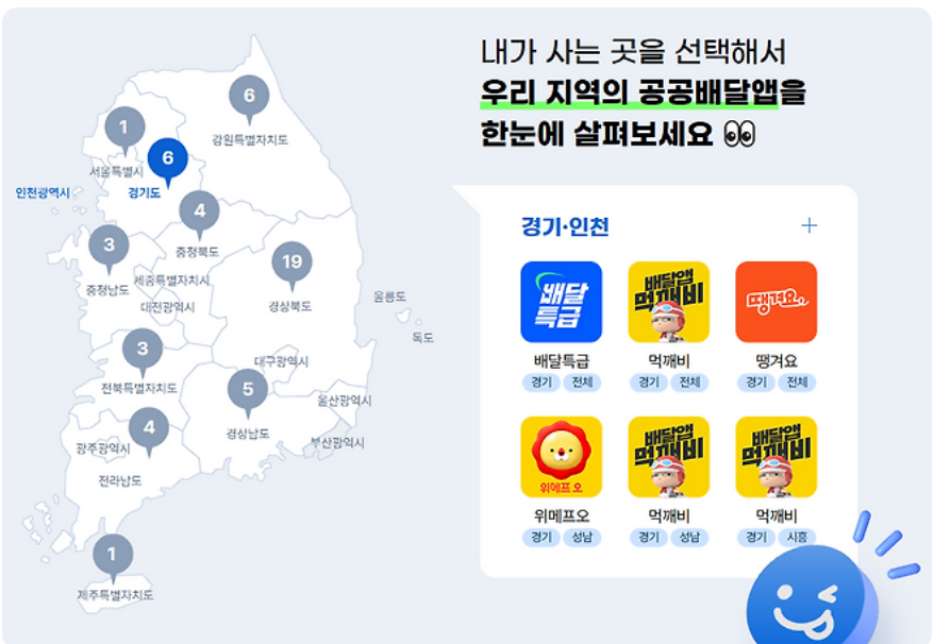 내가 사는 곳을 선택해서
우리 지역의 공공배달앱을
한눈에 살펴보세요 👀
6
강원특별자치도
1
서울특별시
6
인천광역시
경기도
4
충청북도
3
충청남도
세종특별자치시
대전광역시
19
경상북도
울릉도
독도
3
전북특별자치도
대구광역시
5
경상남도
울산광역시
부산광역시
4
광주광역시
전라남도
1
제주특별자치도
경기·인천 +
배달
특급
배달앱
먹깨비
땡겨요
배달특급 먹깨비 땡겨요
경기 전체 경기 전체 경기 전체
위메프오
배달앱
먹깨비
배달앱
먹깨비
위메프오 먹깨비 먹깨비
경기 성남 경기 성남 경기 시흥